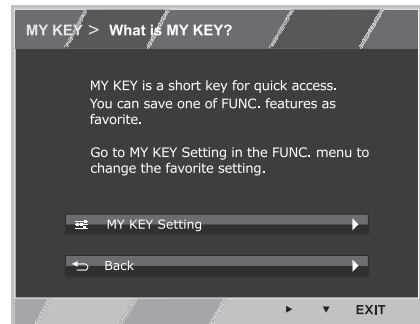 MY KEY > What is MY KEY?
MY KEY is a short key for quick access.
You can save one of FUNC. features as
favorite.
Go to MY KEY Setting in the FUNC. menu to
change the favorite setting.
MY KEY Setting
Back
EXIT